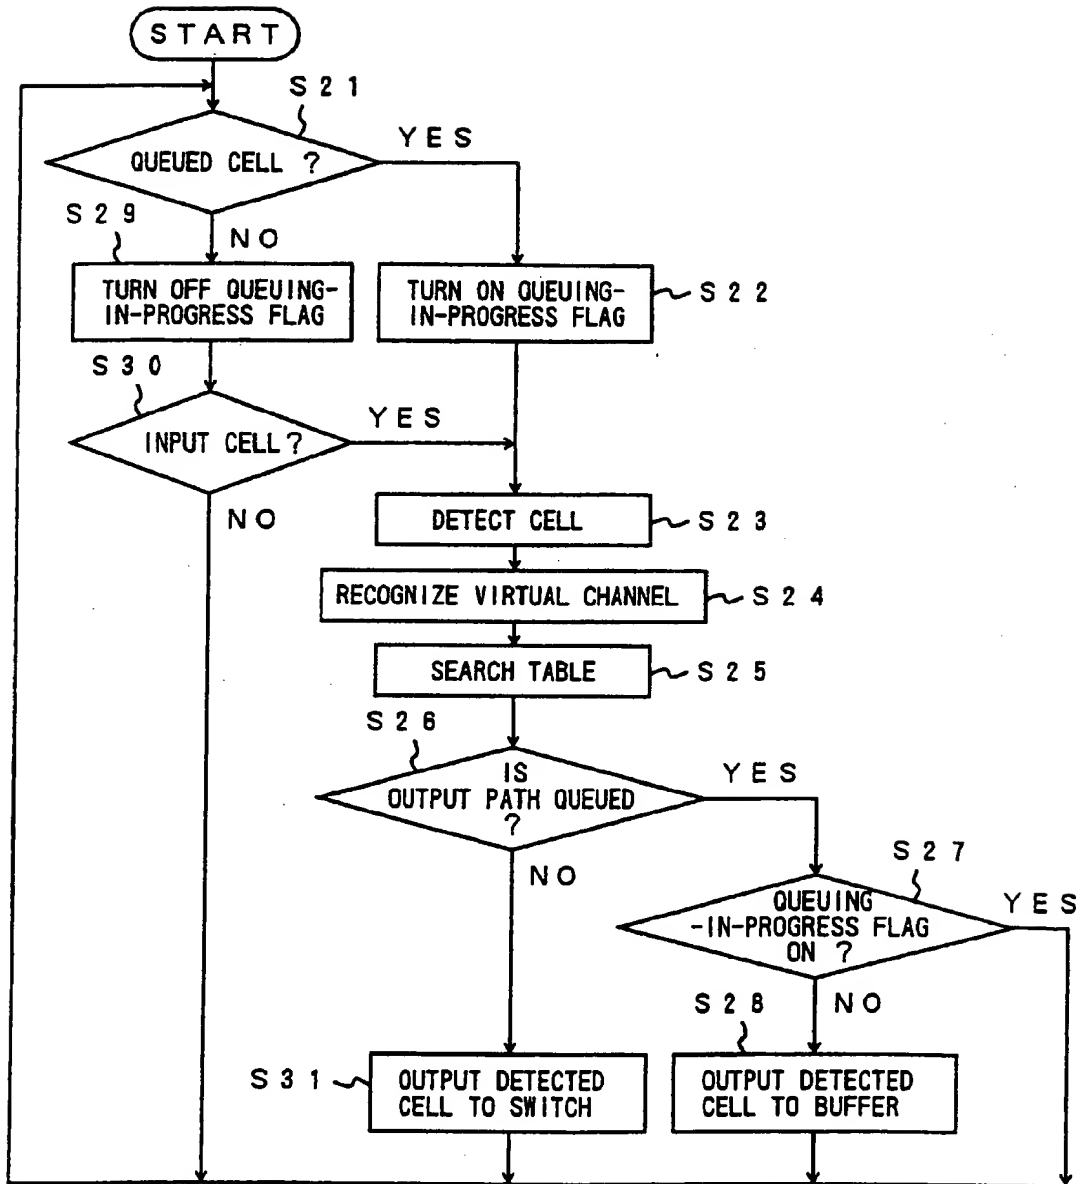 START
S21
QUEUED CELL ?
YES
S29
NO
TURN OFF QUEUING-
IN-PROGRESS FLAG
TURN ON QUEUING-
IN-PROGRESS FLAG
S22
S30
INPUT CELL?
YES
NO
DETECT CELL
S23
RECOGNIZE VIRTUAL CHANNEL
S24
SEARCH TABLE
S25
S26
IS
OUTPUT PATH QUEUED
?
YES
NO
S27
QUEUING
-IN-PROGRESS FLAG
ON ?
YES
NO
S28
S31
OUTPUT DETECTED
CELL TO SWITCH
OUTPUT DETECTED
CELL TO BUFFER